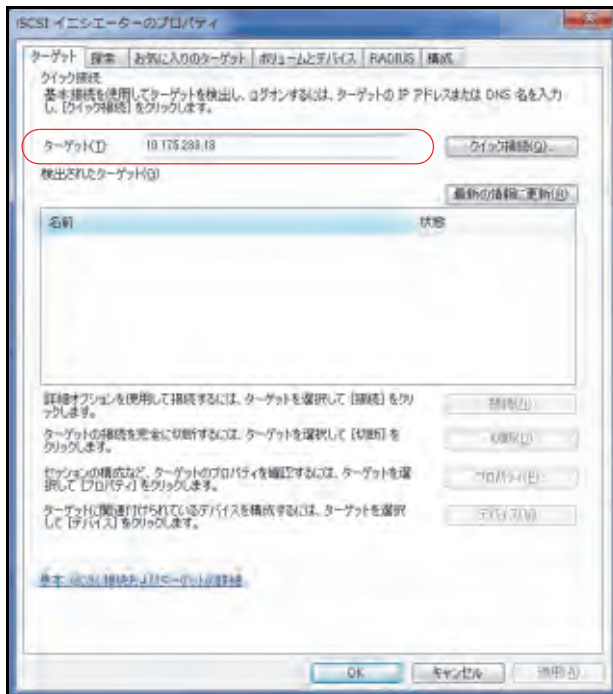 iSCSI イニシエーターのプロパティ
ターゲット 探索 お気に入りのターゲット ボリュームとデバイス RADIUS 構成
クイック接続
基本接続を使用してターゲットを検出し、ログオンするには、ターゲットの IP アドレスまたは DNS 名を入力
し、[クイック接続] をクリックします。
ターゲット(T): クイック接続(Q)...
検出されたターゲット(G)
最新の情報に更新(R)
名前 状態
詳細オプションを使用して接続するには、ターゲットを選択して [接続] をクリ
ックします。
接続(N)
ターゲットの接続を完全に切断するには、ターゲットを選択して [切断] を
クリックします。
切断(D)
セッションの構成など、ターゲットのプロパティを確認するには、ターゲットを選
択して [プロパティ] をクリックします。
プロパティ(P)...
ターゲットに関連付けられているデバイスを構成するには、ターゲットを選択
して [デバイス] をクリックします。
デバイス(V)...
基本 iSCSI 接続およびターゲットの詳細
OK キャンセル 適用(A)